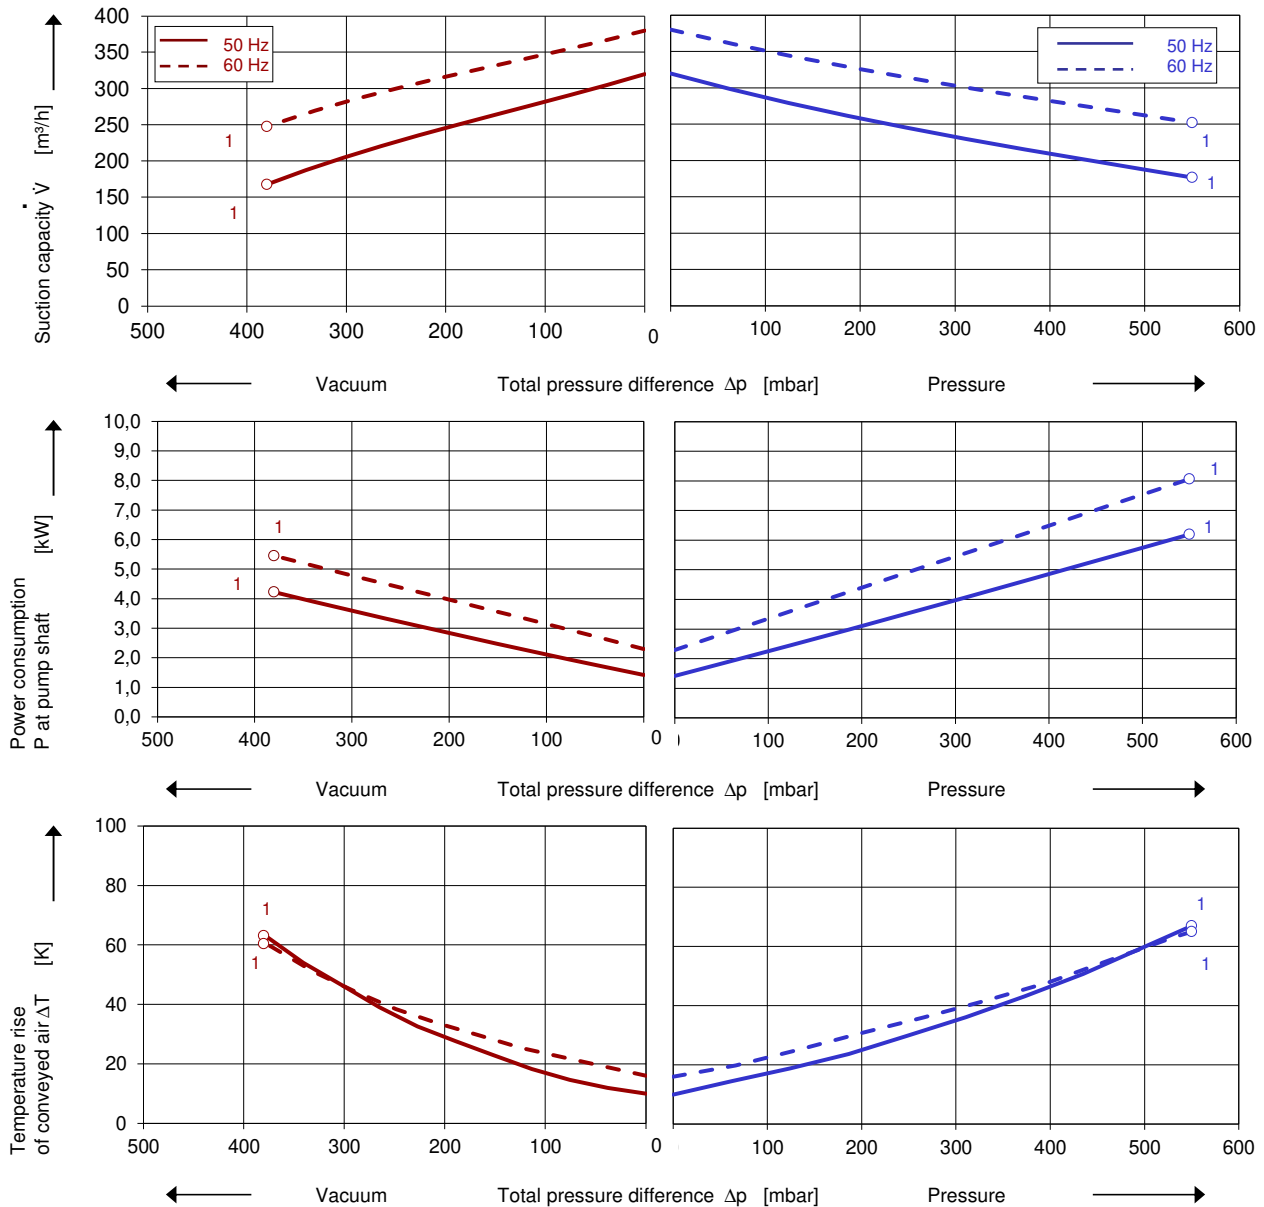 400
350
300
250
200
150
100
50
0
Suction capacity V̇ [m³/h]
50 Hz
60 Hz
1
1
50 Hz
60 Hz
1
1
500 400 300 200 100 0 100 200 300 400 500 600
Vacuum Total pressure difference Δp [mbar] Pressure
10,0
9,0
8,0
7,0
6,0
5,0
4,0
3,0
2,0
1,0
0,0
Power consumption
P at pump shaft [kW]
1
1
1
1
500 400 300 200 100 0 100 200 300 400 500 600
Vacuum Total pressure difference Δp [mbar] Pressure
100
80
60
40
20
0
Temperature rise
of conveyed air ΔT [K]
1
1
1
1
500 400 300 200 100 0 100 200 300 400 500 600
Vacuum Total pressure difference Δp [mbar] Pressure